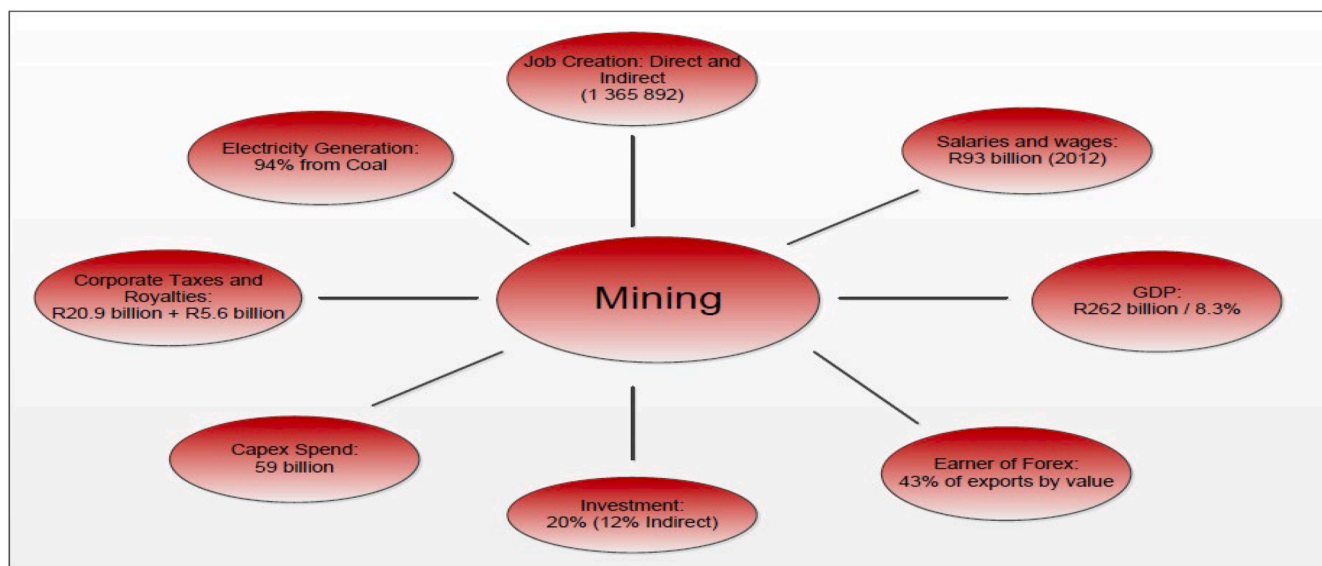 Job Creation: Direct and
Indirect
(1 365 892)
Electricity Generation:
94% from Coal
Salaries and wages:
R93 billion (2012)
Corporate Taxes and
Royalties:
R20.9 billion + R5.6 billion
Mining
GDP:
R262 billion / 8.3%
Capex Spend:
59 billion
Earner of Forex:
43% of exports by value
Investment:
20% (12% Indirect)